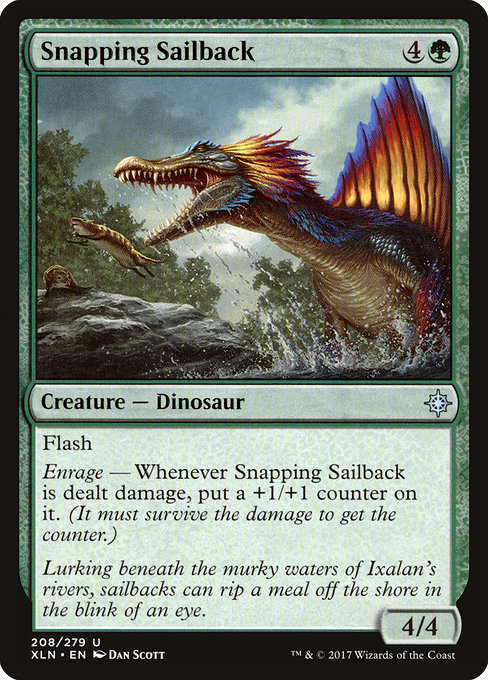 Snapping Sailback 4
Creature — Dinosaur
Flash
Enrage — Whenever Snapping Sailback
is dealt damage, put a +1/+1 counter on
it. (It must survive the damage to get the
counter.)
Lurking beneath the murky waters of Ixalan's
rivers, sailbacks can rip a meal off the shore in
the blink of an eye.
4/4
208/279 U
XLN • EN Dan Scott
™ & © 2017 Wizards of the Coast